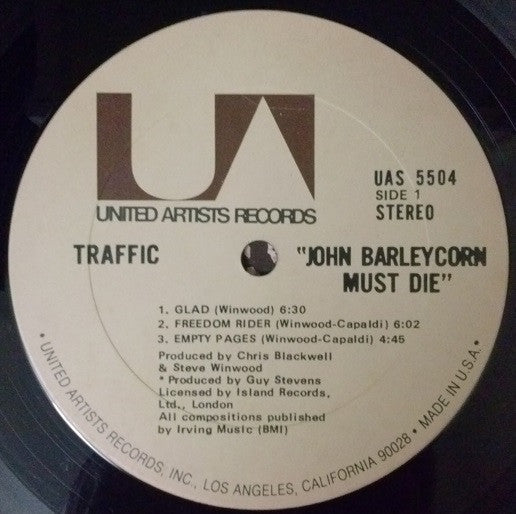 UA
UNITED ARTISTS RECORDS
UAS 5504
SIDE 1
STEREO
TRAFFIC
"JOHN BARLEYCORN
MUST DIE"
1. GLAD (Winwood) 6:30
2. FREEDOM RIDER (Winwood-Capaldi) 6:02
3. EMPTY PAGES (Winwood-Capaldi) 4:45
Produced by Chris Blackwell
& Steve Winwood
* Produced by Guy Stevens
Licensed by Island Records,
Ltd., London
All compositions published
by Irving Music (BMI)
• UNITED ARTISTS RECORDS, INC., LOS ANGELES, CALIFORNIA 90028 • MADE IN U.S.A. •